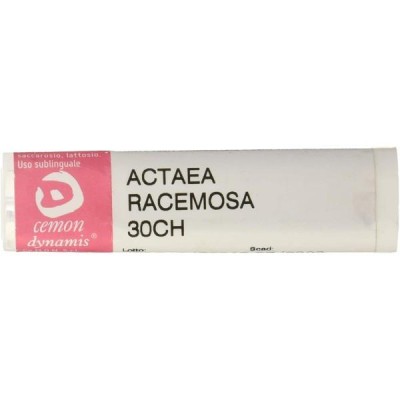 saccarosio, lattosio.
Uso sublinguale
cemon
dynamis®
ACTAEA
RACEMOSA
30CH
Lotto:
Scad: